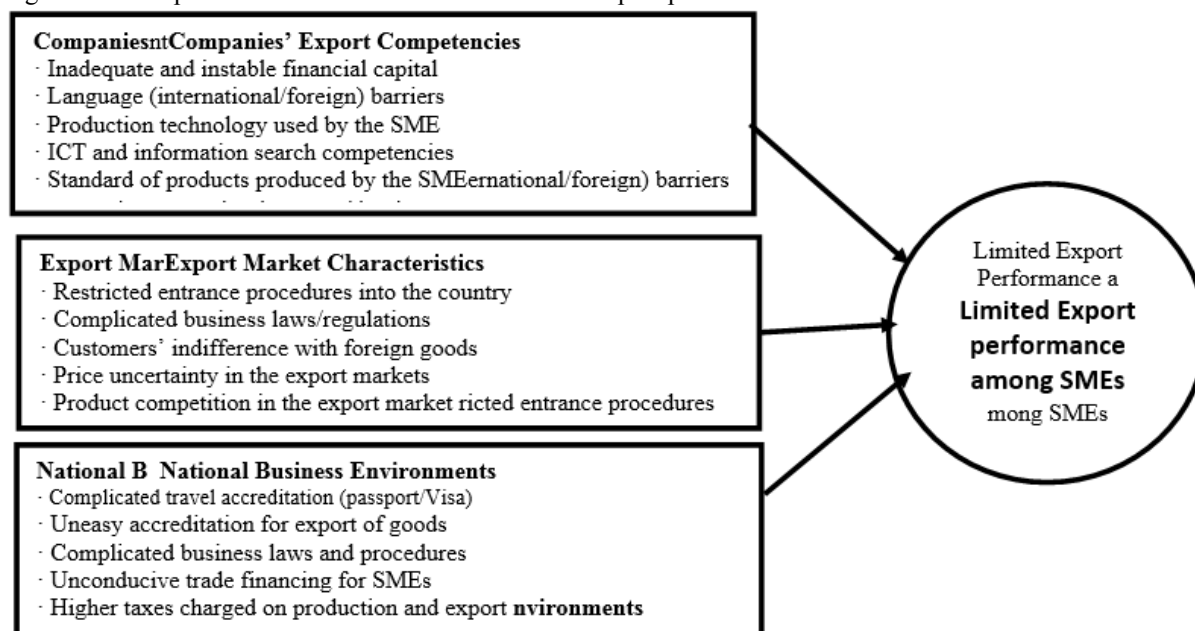 CompaniesntCompanies’ Export Competencies
· Inadequate and instable financial capital
· Language (international/foreign) barriers
· Production technology used by the SME
· ICT and information search competencies
· Standard of products produced by the SMEernational/foreign) barriers
Export MarExport Market Characteristics
· Restricted entrance procedures into the country
· Complicated business laws/regulations
· Customers’ indifference with foreign goods
· Price uncertainty in the export markets
· Product competition in the export market ricted entrance procedures
National B National Business Environments
· Complicated travel accreditation (passport/Visa)
· Uneasy accreditation for export of goods
· Complicated business laws and procedures
· Unconducive trade financing for SMEs
· Higher taxes charged on production and export nvironments
Limited Export
Performance a
Limited Export
performance
among SMEs
mong SMEs